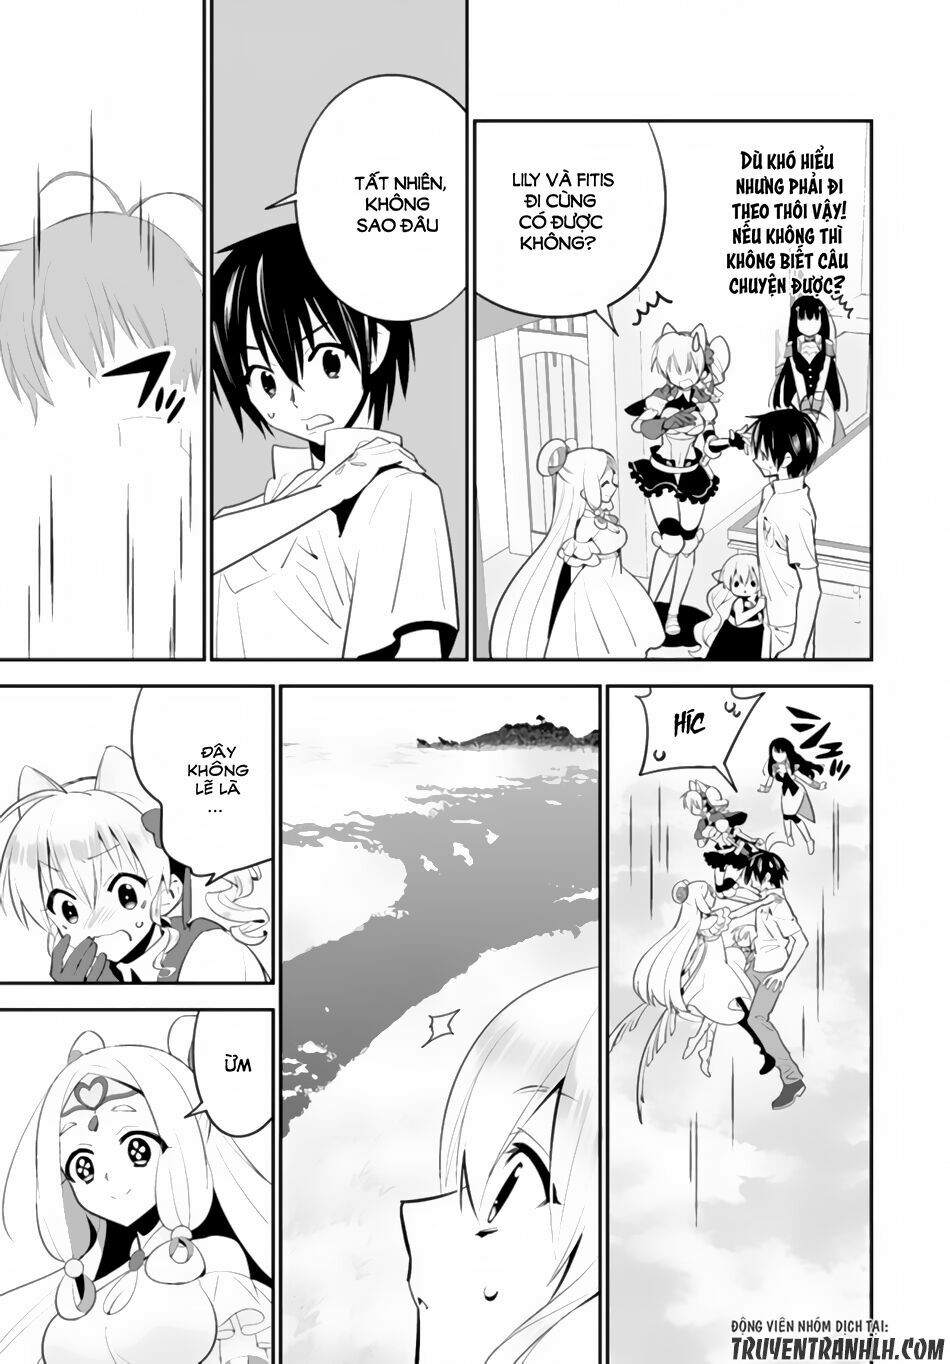 DÙ KHÓ HIỂU
NHƯNG PHẢI ĐI
THEO THÔI VẬY!
NẾU KHÔNG THÌ
KHÔNG BIẾT CÂU
CHUYỆN ĐƯỢC?
LILY VÀ FITIS
ĐI CÙNG
CÓ ĐƯỢC
KHÔNG?
TẤT NHIÊN,
KHÔNG
SAO ĐÂU
HÍC
ĐÂY
KHÔNG
LẼ LÀ
...
ỪM
ĐỘNG VIÊN NHÓM DỊCH TẠI:
TRUYENTRANHLH.COM